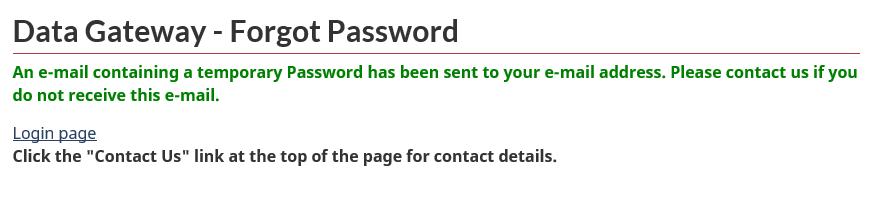 Data Gateway - Forgot Password
An e-mail containing a temporary Password has been sent to your e-mail address. Please contact us if you
do not receive this e-mail.
Login page
Click the "Contact Us" link at the top of the page for contact details.